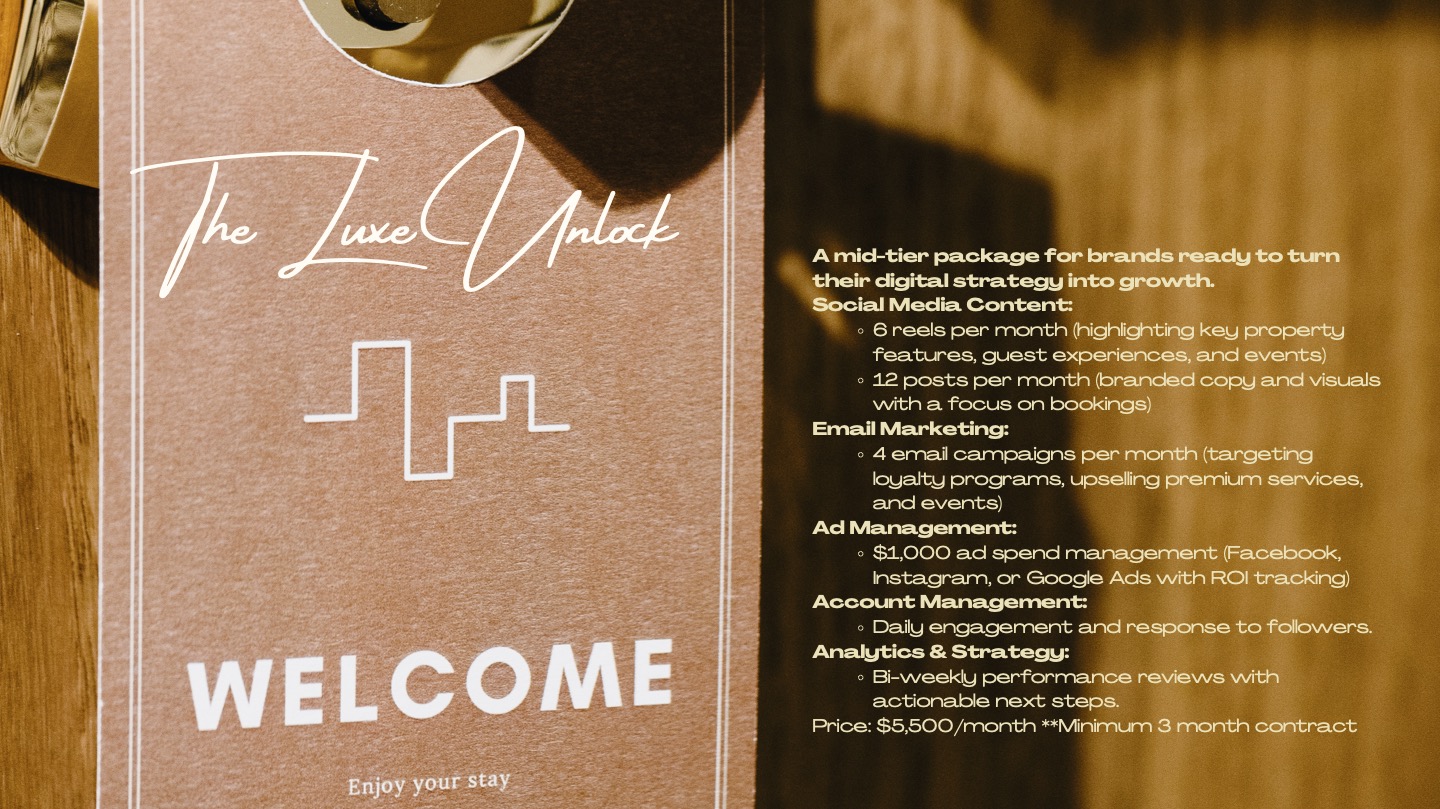 The Luxe Unlock
WELCOME
Enjoy your stay
A mid-tier package for brands ready to turn
their digital strategy into growth.
Social Media Content:
◦ 6 reels per month (highlighting key property
features, guest experiences, and events)
◦ 12 posts per month (branded copy and visuals
with a focus on bookings)
Email Marketing:
◦ 4 email campaigns per month (targeting
loyalty programs, upselling premium services,
and events)
Ad Management:
◦ $1,000 ad spend management (Facebook,
Instagram, or Google Ads with ROI tracking)
Account Management:
◦ Daily engagement and response to followers.
Analytics & Strategy:
◦ Bi-weekly performance reviews with
actionable next steps.
Price: $5,500/month **Minimum 3 month contract